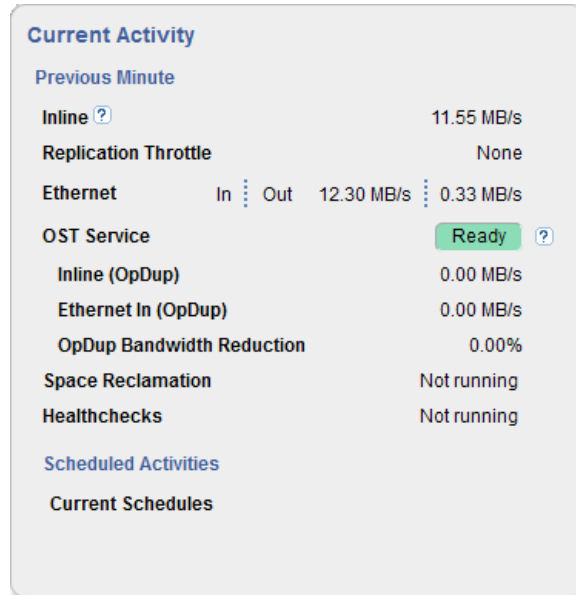 Current Activity
Previous Minute
Inline ? 11.55 MB/s
Replication Throttle None
Ethernet In Out 12.30 MB/s 0.33 MB/s
OST Service Ready ?
Inline (OpDup) 0.00 MB/s
Ethernet In (OpDup) 0.00 MB/s
OpDup Bandwidth Reduction 0.00%
Space Reclamation Not running
Healthchecks Not running
Scheduled Activities
Current Schedules